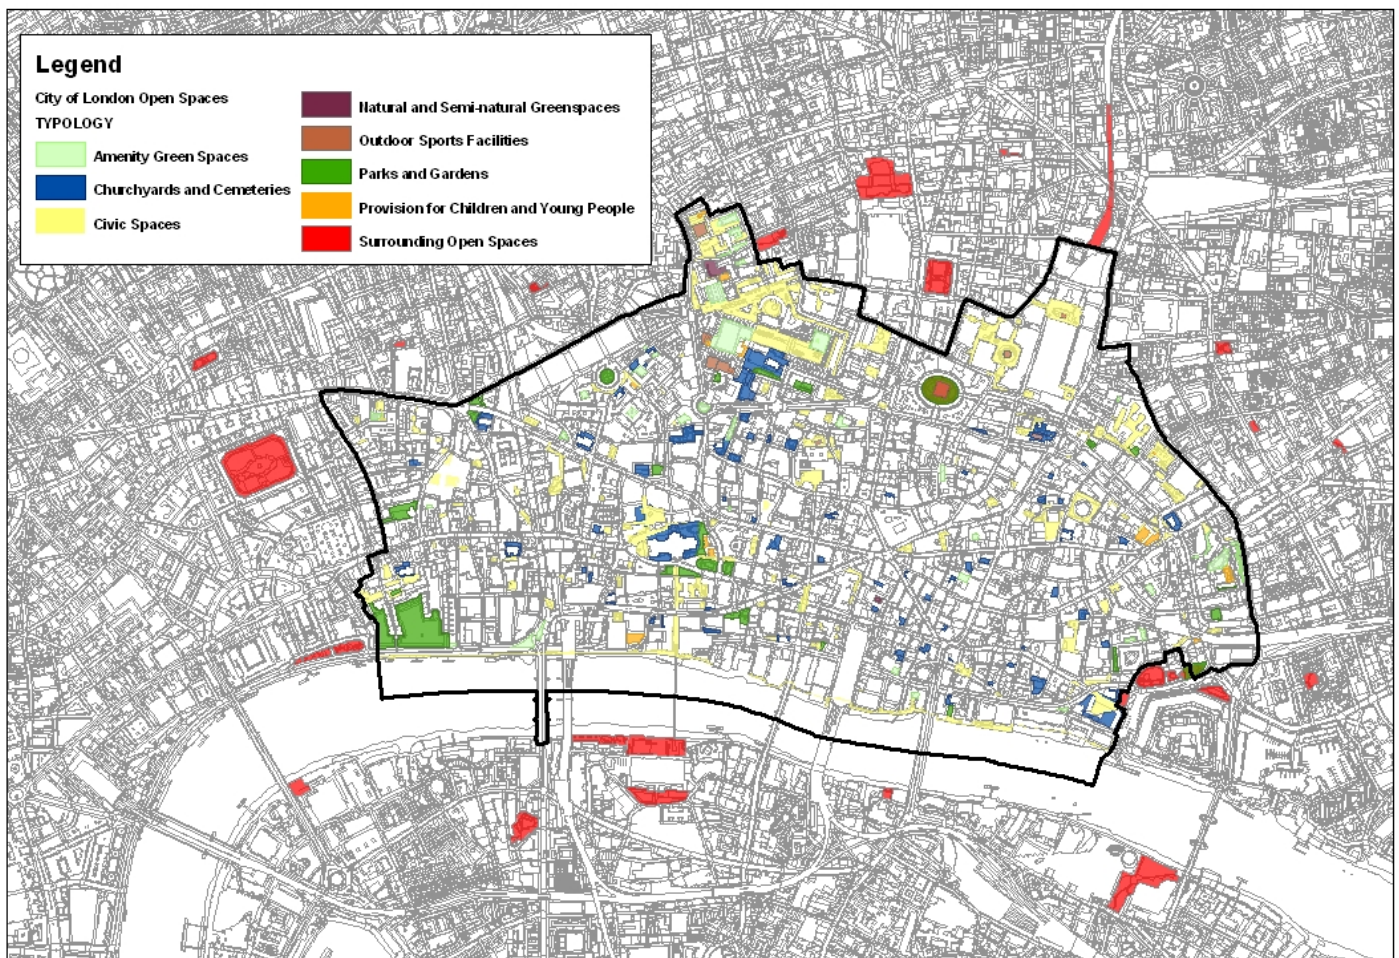 Legend
City of London Open Spaces
TYPOLOGY
Amenity Green Spaces
Churchyards and Cemeteries
Civic Spaces
Natural and Semi-natural Greenspaces
Outdoor Sports Facilities
Parks and Gardens
Provision for Children and Young People
Surrounding Open Spaces